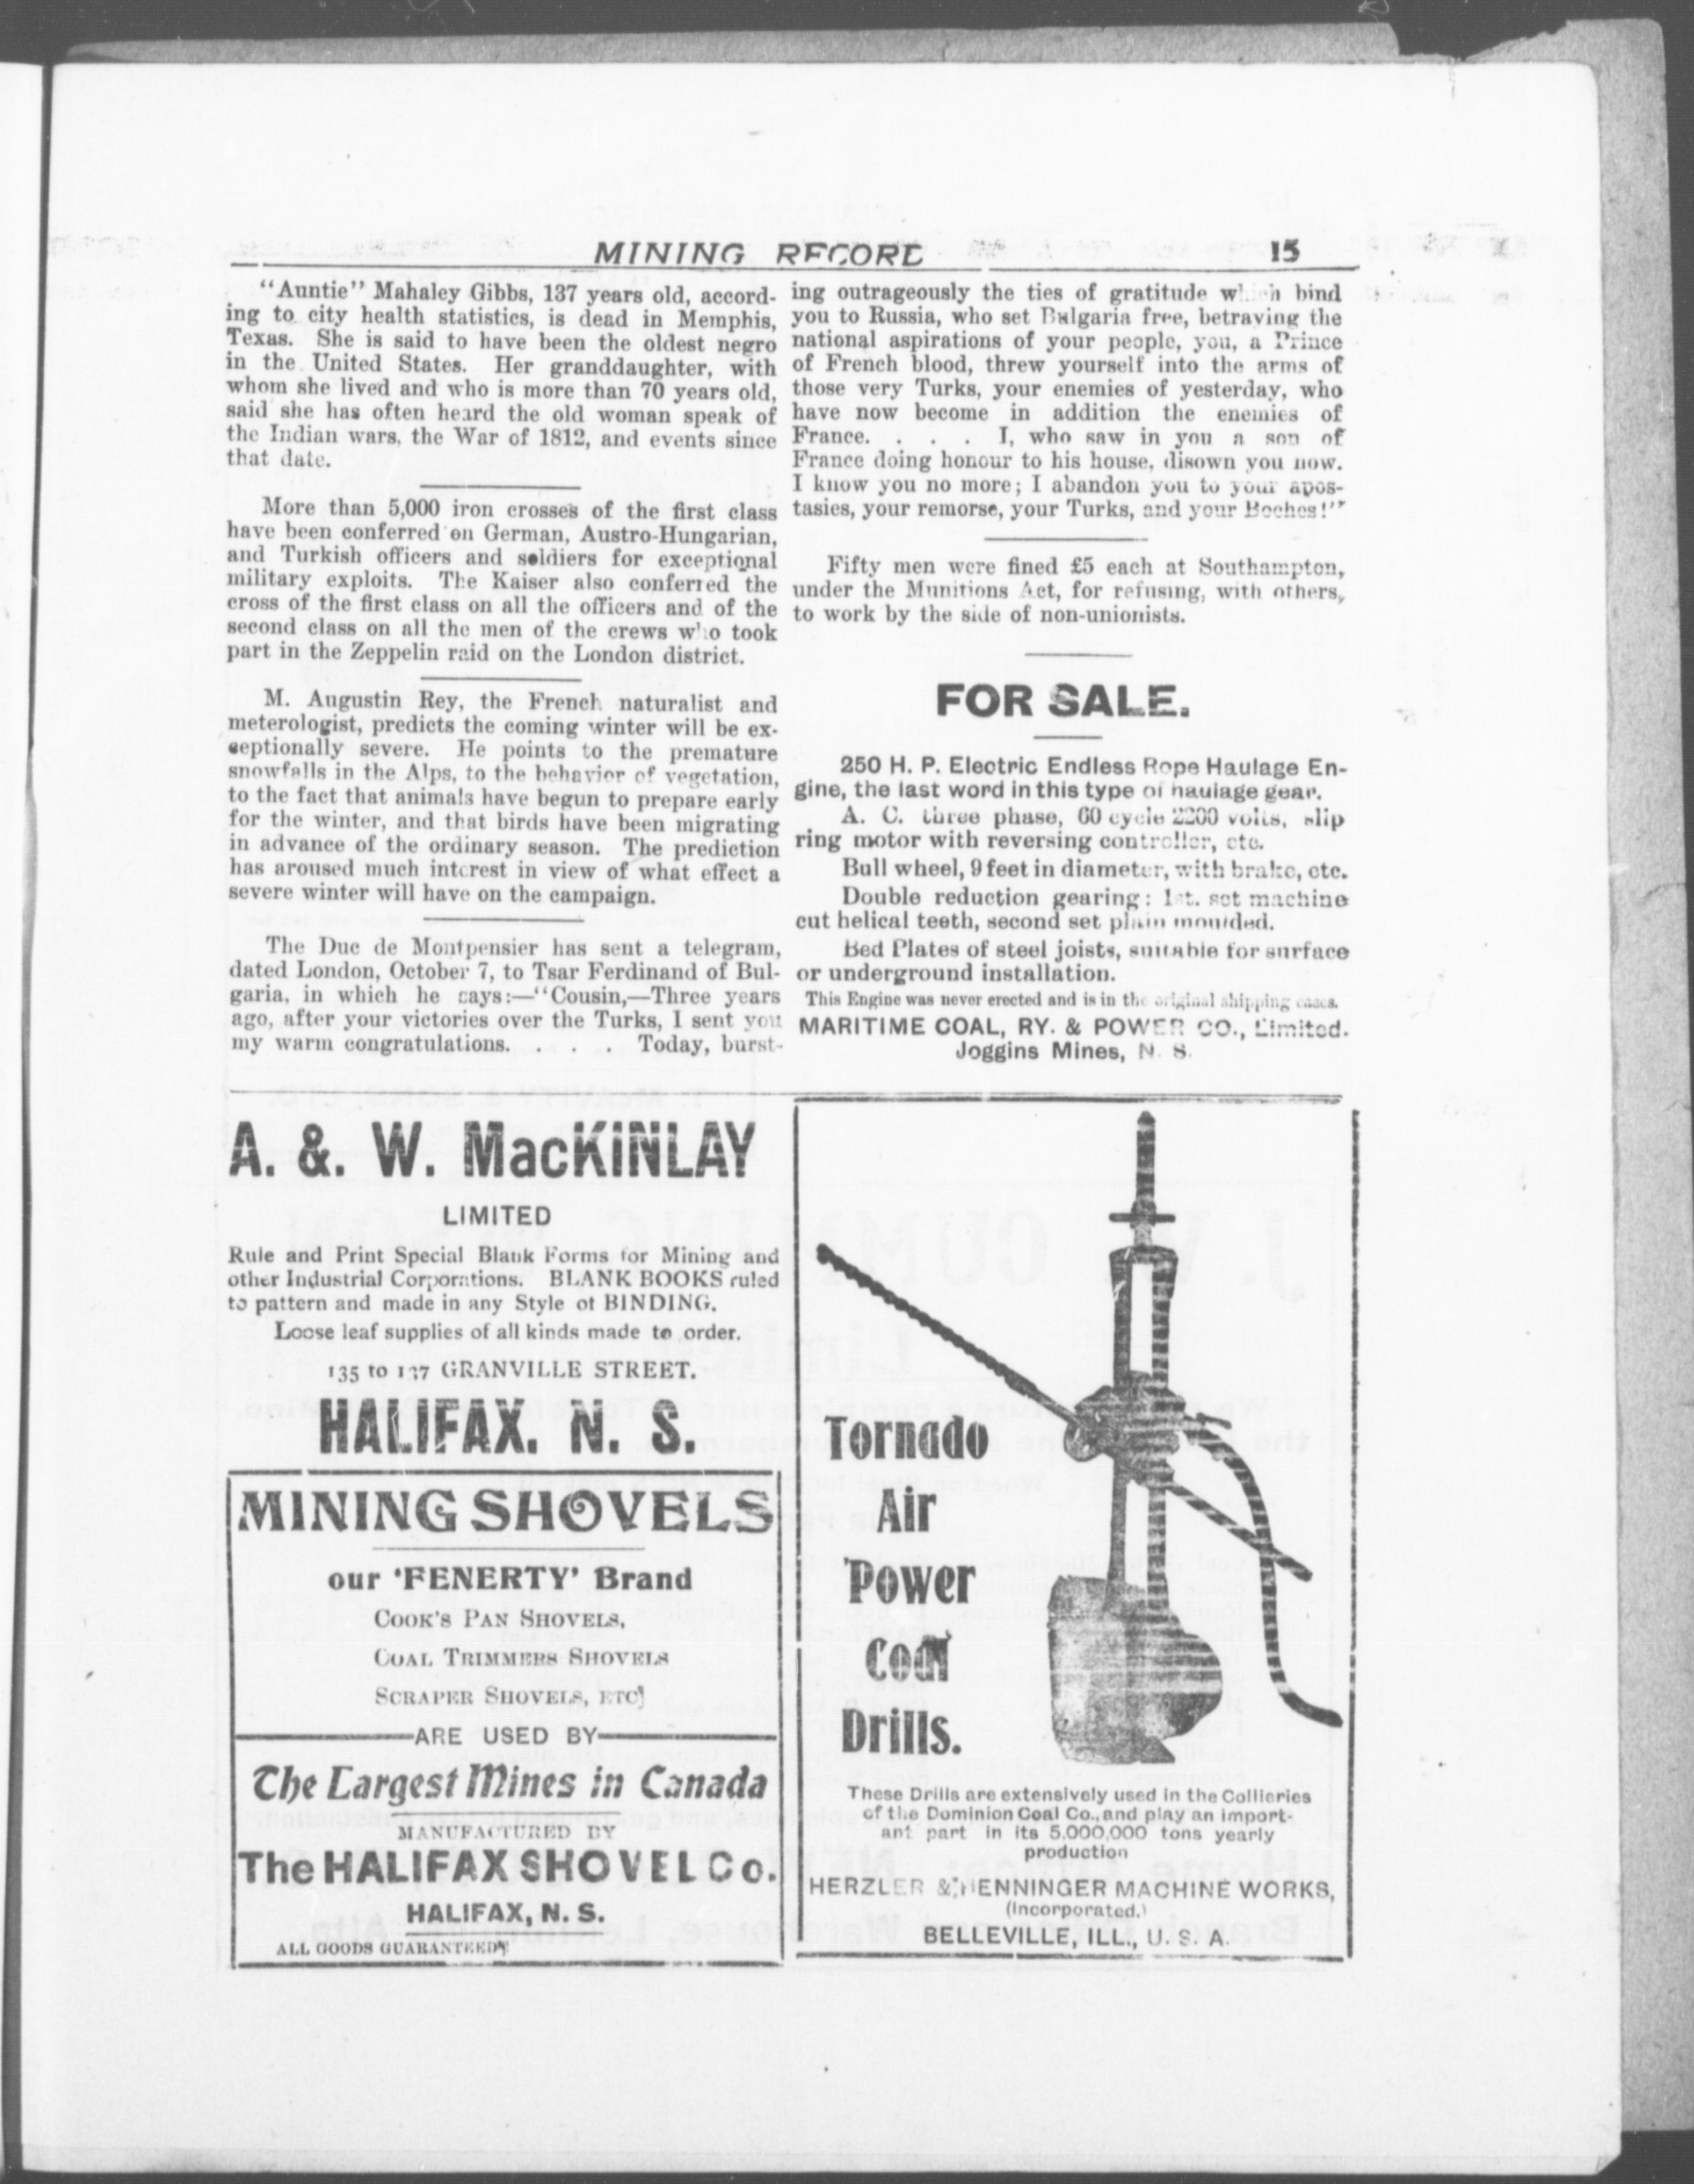 MINING RECORD
15
"Auntie" Mahaley Gibbs, 137 years old, accord-
ing to city health statistics, is dead in Memphis,
Texas. She is said to have been the oldest negro
in the United States. Her granddaughter, with
whom she lived and who is more than 70 years old,
said she has often heard the old woman speak of
the Indian wars, the War of 1812, and events since
that date.
More than 5,000 iron crosses of the first class
have been conferred on German, Austro-Hungarian,
and Turkish officers and soldiers for exceptional
military exploits. The Kaiser also conferred the
cross of the first class on all the officers and of the
second class on all the men of the crews who took
part in the Zeppelin raid on the London district.
M. Augustin Rey, the French naturalist and
meterologist, predicts the coming winter will be ex-
ceptionally severe. He points to the premature
snowfalls in the Alps, to the behavior of vegetation,
to the fact that animals have begun to prepare early
for the winter, and that birds have been migrating
in advance of the ordinary season. The prediction
has aroused much interest in view of what effect a
severe winter will have on the campaign.
The Duc de Montpensier has sent a telegram,
dated London, October 7, to Tsar Ferdinand of Bul-
garia, in which he says:—"Cousin,—Three years
ago, after your victories over the Turks, I sent you
my warm congratulations. . . . . Today, burst-
ing outrageously the ties of gratitude which bind
you to Russia, who set Bulgaria free, betraying the
national aspirations of your people, you, a Prince
of French blood, threw yourself into the arms of
those very Turks, your enemies of yesterday, who
have now become in addition the enemies of
France. . . . . I, who saw in you a son of
France doing honour to his house, disown you now.
I know you no more; I abandon you to your apos-
tasies, your remorse, your Turks, and your Boches!"
Fifty men were fined £5 each at Southampton,
under the Munitions Act, for refusing, with others,
to work by the side of non-unionists.
FOR SALE.
250 H. P. Electric Endless Rope Haulage En-
gine, the last word in this type of haulage gear.
A. C. three phase, 60 cycle 2200 volts, slip
ring motor with reversing controller, etc.
Bull wheel, 9 feet in diameter, with brake, etc.
Double reduction gearing: 1st. set machine
cut helical teeth, second set plain moulded.
Bed Plates of steel joists, suitable for surface
or underground installation.
This Engine was never erected and is in the original shipping cases.
MARITIME COAL, RY. & POWER CO., Limited.
Joggins Mines, N. S.
A. &. W. MacKINLAY
LIMITED
Rule and Print Special Blank Forms for Mining and
other Industrial Corporations. BLANK BOOKS ruled
to pattern and made in any Style of BINDING.
Loose leaf supplies of all kinds made to order.
135 to 137 GRANVILLE STREET.
HALIFAX. N. S.
MINING SHOVELS
our 'FENERTY' Brand
COOK'S PAN SHOVELS,
COAL TRIMMERS SHOVELS
SCRAPER SHOVELS, ETC
ARE USED BY
The Largest Mines in Canada
MANUFACTURED BY
The HALIFAX SHOVEL Co.
HALIFAX, N. S.
ALL GOODS GUARANTEED
Tornado
Air
Power
Coal
Drills.
These Drills are extensively used in the Collieries
of the Dominion Coal Co., and play an import-
ant part in its 5,000,000 tons yearly
production
HERZLER & HENNINGER MACHINE WORKS,
(Incorporated.)
BELLEVILLE, ILL., U. S. A.